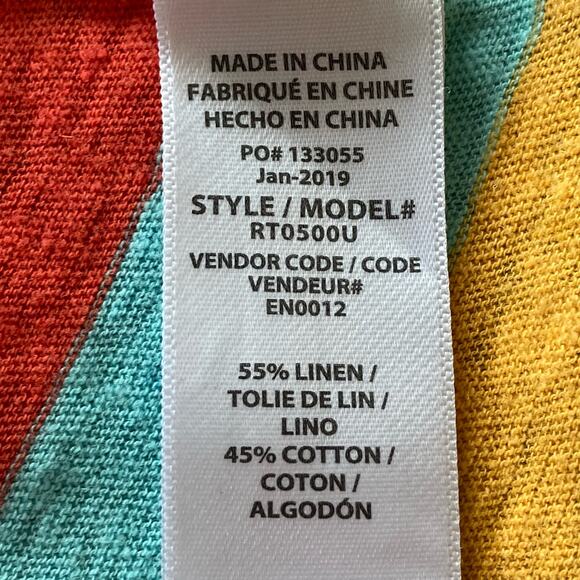 MADE IN CHINA
FABRIQUÉ EN CHINE
HECHO EN CHINA
PO# 133055
Jan-2019
STYLE / MODEL#
RT0500U
VENDOR CODE / CODE
VENDEUR#
EN0012
55% LINEN /
TOLIE DE LIN /
LINO
45% COTTON /
COTON /
ALGODÓN